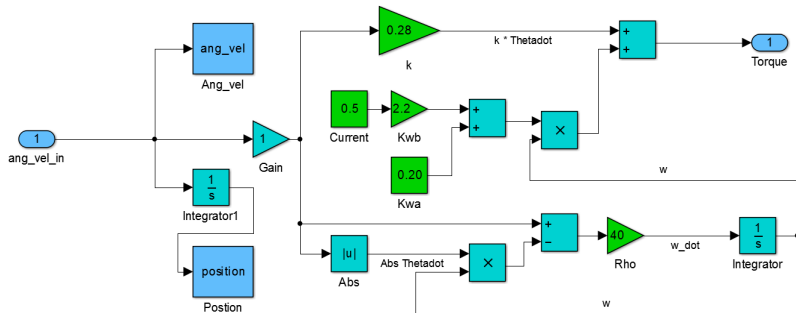 0.28
+
+
1
k * Thetadot
k
Torque
ang_vel
Ang_vel
0.5
2.2
+
+
×
Current
Kwb
1
ang_vel_in
1
Gain
0.20
Kwa
w
1
s
Integrator1
+
−
40
w_dot
1
s
Rho
Integrator
|u|
Abs Thetadot
×
Abs
position
Postion
w